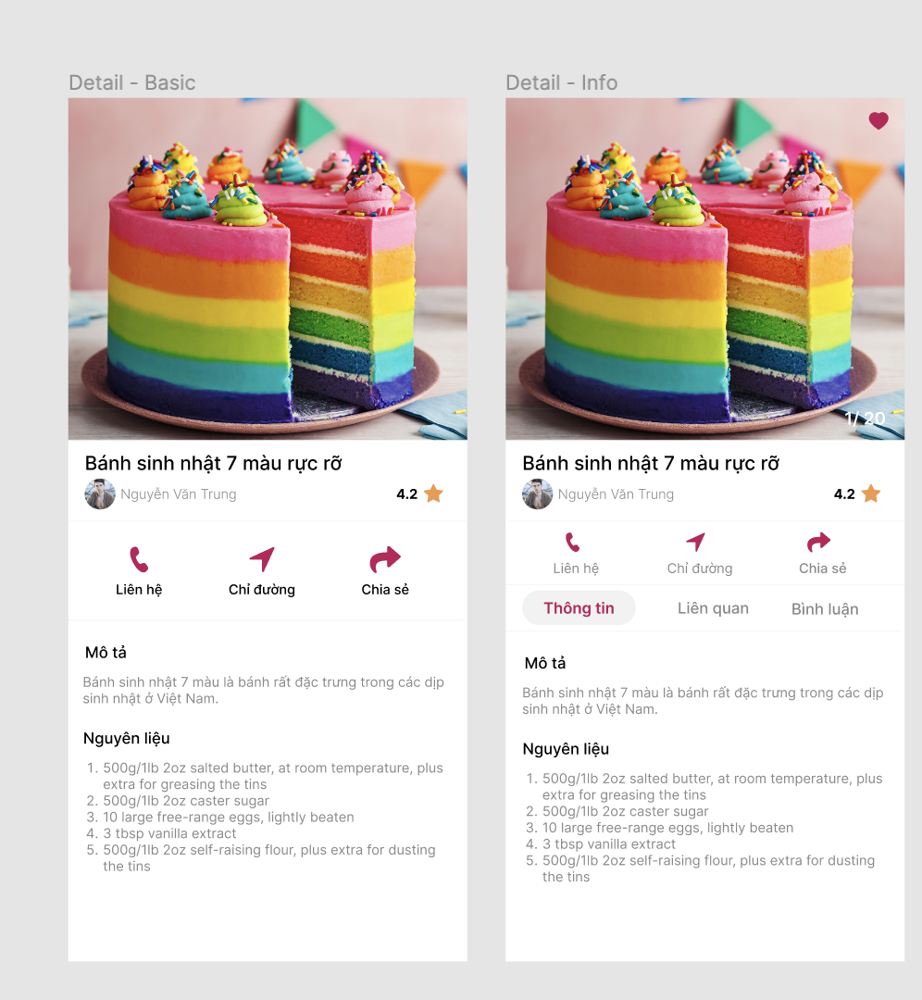 Detail - Basic
Bánh sinh nhật 7 màu rực rỡ
Nguyễn Văn Trung
4.2
Liên hệ
Chỉ đường
Chia sẻ
Mô tả
Bánh sinh nhật 7 màu là bánh rất đặc trưng trong các dịp
sinh nhật ở Việt Nam.
Nguyên liệu
1. 500g/1lb 2oz salted butter, at room temperature, plus
extra for greasing the tins
2. 500g/1lb 2oz caster sugar
3. 10 large free-range eggs, lightly beaten
4. 3 tbsp vanilla extract
5. 500g/1lb 2oz self-raising flour, plus extra for dusting
the tins
Detail - Info
1/ 20
Bánh sinh nhật 7 màu rực rỡ
Nguyễn Văn Trung
4.2
Liên hệ
Chỉ đường
Chia sẻ
Thông tin
Liên quan
Bình luận
Mô tả
Bánh sinh nhật 7 màu là bánh rất đặc trưng trong các dịp
sinh nhật ở Việt Nam.
Nguyên liệu
1. 500g/1lb 2oz salted butter, at room temperature, plus
extra for greasing the tins
2. 500g/1lb 2oz caster sugar
3. 10 large free-range eggs, lightly beaten
4. 3 tbsp vanilla extract
5. 500g/1lb 2oz self-raising flour, plus extra for dusting
the tins